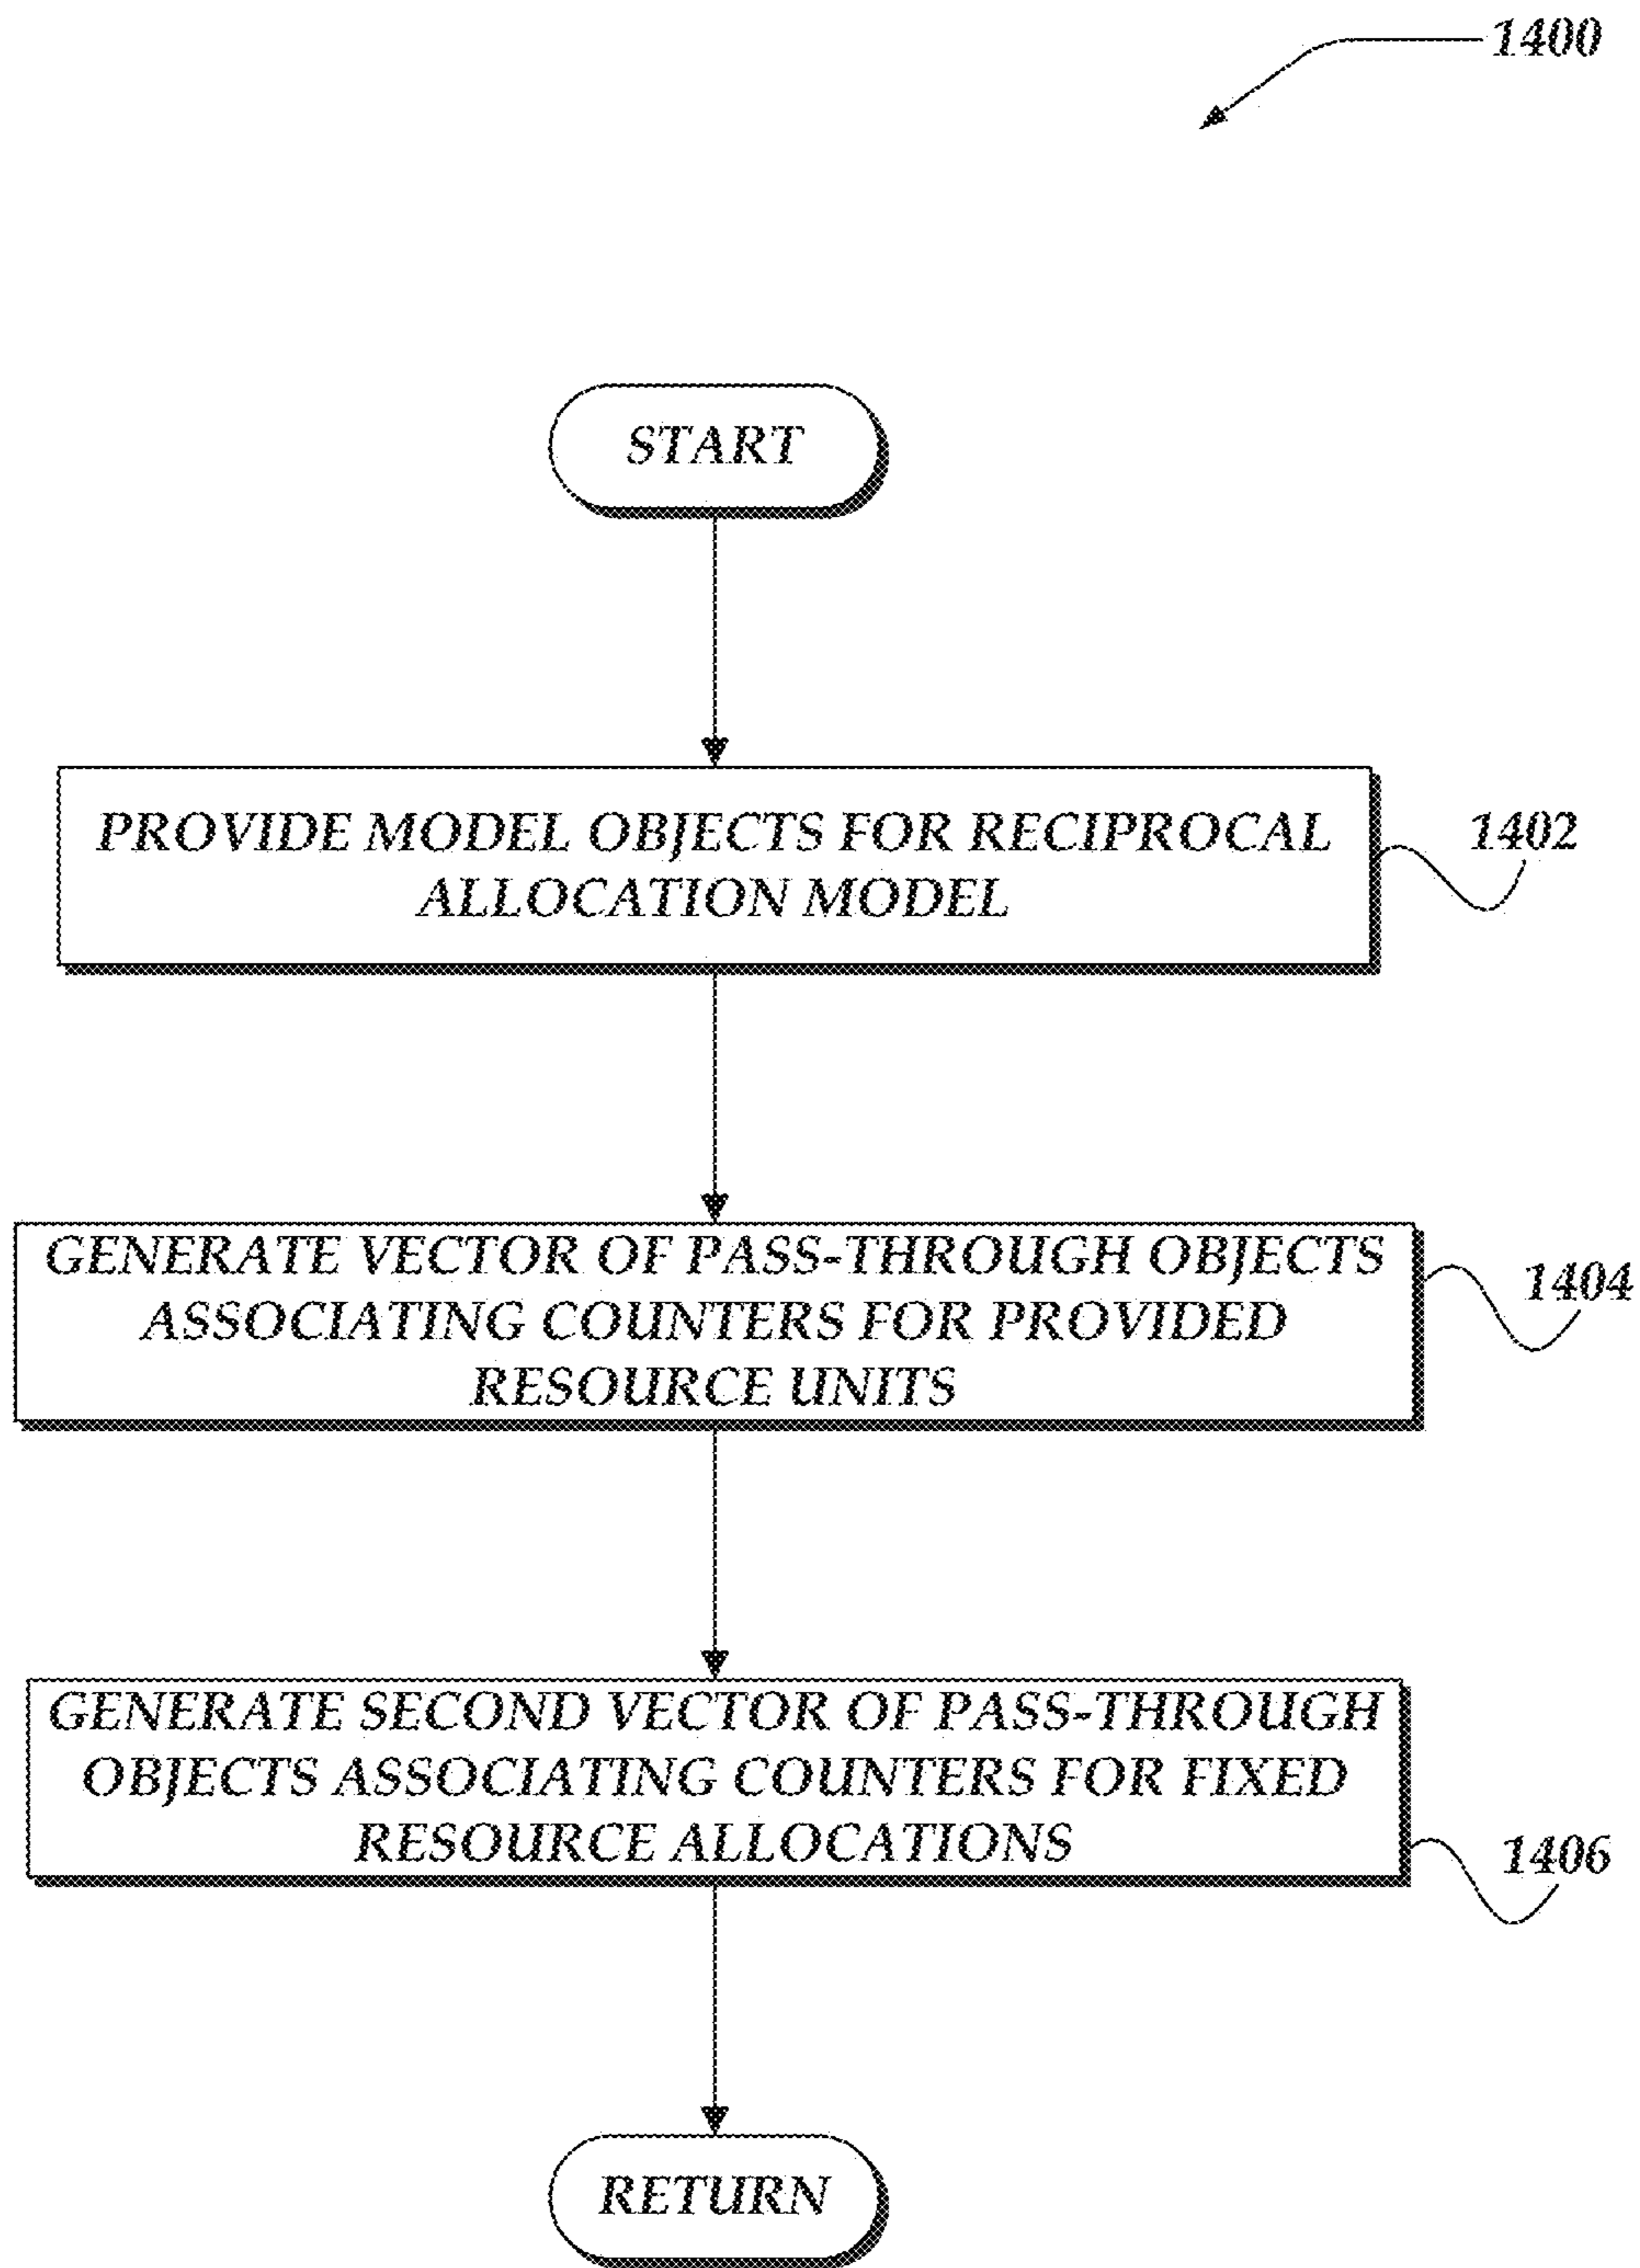 1400
START
PROVIDE MODEL OBJECTS FOR RECIPROCAL
ALLOCATION MODEL
1402
GENERATE VECTOR OF PASS-THROUGH OBJECTS
ASSOCIATING COUNTERS FOR PROVIDED
RESOURCE UNITS
1404
GENERATE SECOND VECTOR OF PASS-THROUGH
OBJECTS ASSOCIATING COUNTERS FOR FIXED
RESOURCE ALLOCATIONS
1406
RETURN